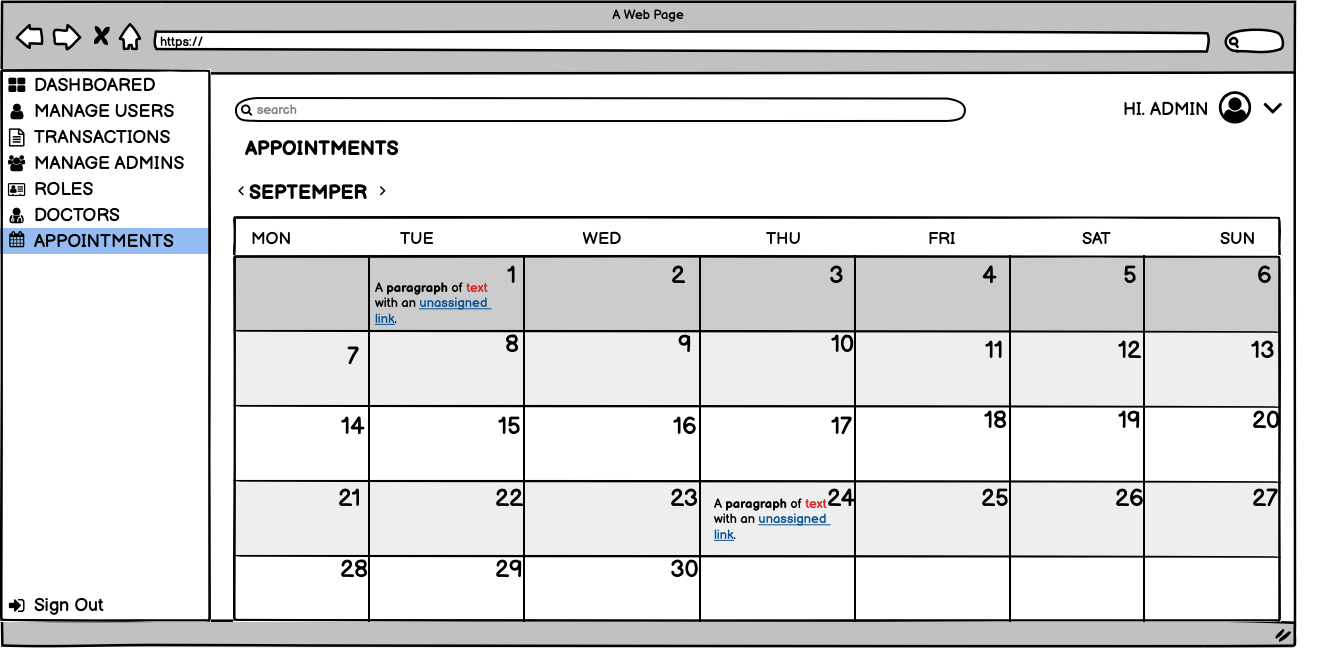 A Web Page
https://
DASHBOARED
MANAGE USERS
TRANSACTIONS
MANAGE ADMINS
ROLES
DOCTORS
APPOINTMENTS
Sign Out
search
HI. ADMIN
APPOINTMENTS
< SEPTEMPER >
MON TUE WED THU FRI SAT SUN
1 2 3 4 5 6
A paragraph of text
with an unassigned
link.
7 8 9 10 11 12 13
14 15 16 17 18 19 20
21 22 23 24 25 26 27
A paragraph of text
with an unassigned
link.
28 29 30